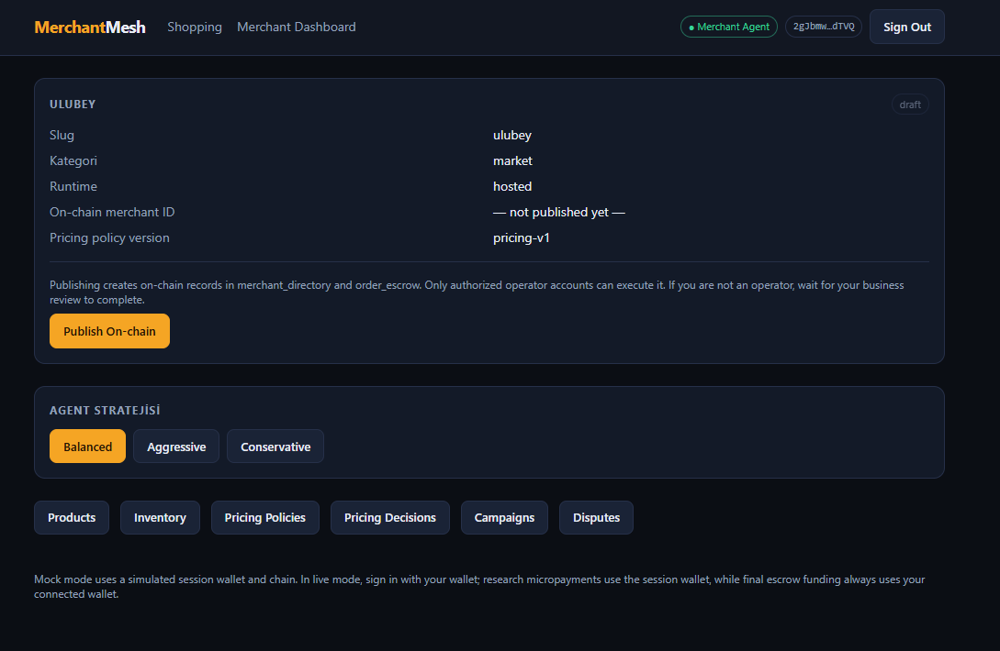 MerchantMesh Shopping Merchant Dashboard Merchant Agent 2gJbmw…dTVQ Sign Out
ULUBEY draft
Slug ulubey
Kategori market
Runtime hosted
On-chain merchant ID — not published yet —
Pricing policy version pricing-v1
Publishing creates on-chain records in merchant_directory and order_escrow. Only authorized operator accounts can execute it. If you are not an operator, wait for your business
review to complete.
Publish On-chain
AGENT STRATEJİSİ
Balanced Aggressive Conservative
Products Inventory Pricing Policies Pricing Decisions Campaigns Disputes
Mock mode uses a simulated session wallet and chain. In live mode, sign in with your wallet; research micropayments use the session wallet, while final escrow funding always uses your
connected wallet.